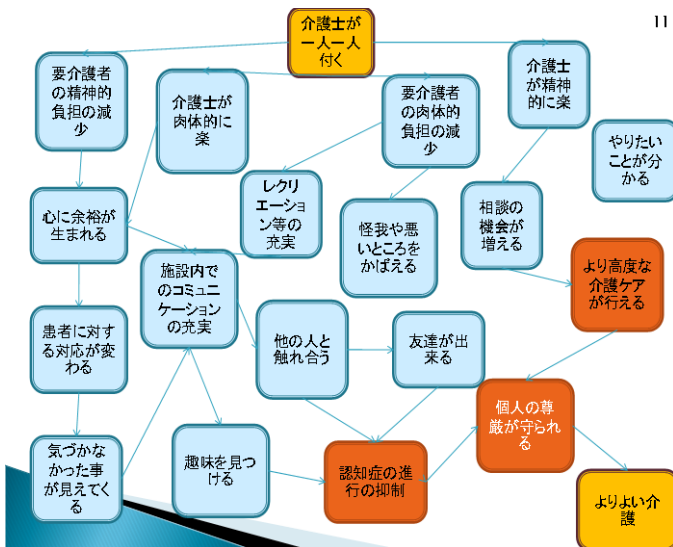 11
介護士が
一人一人
付く
要介護者
の精神的
負担の減
少
介護士が
肉体的に
楽
要介護者
の肉体的
負担の減
少
介護士
が精神
的に楽
やりたい
ことが分
かる
心に余裕が
生まれる
レクリ
エーショ
ン等の
充実
怪我や悪
いところを
かばえる
相談の
機会が
増える
施設内で
のコミュニ
ケーション
の充実
より高度な
介護ケア
が行える
患者に対す
る対応が変
わる
他の人と
触れ合う
友達が出
来る
個人の尊
厳が守られ
る
気づかな
かった事
が見えてく
る
趣味を見つ
ける
認知症の進
行の抑制
よりよい介
護